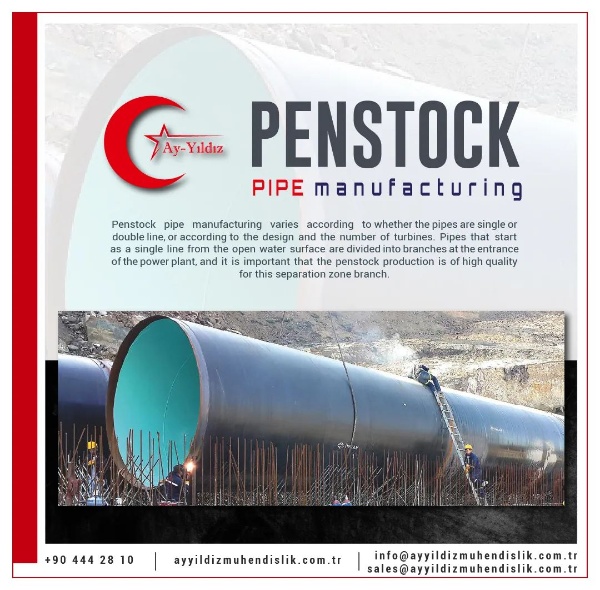 Ay-Yıldız
PENSTOCK
PIPE manufacturing
Penstock pipe manufacturing varies according to whether the pipes are single or
double line, or according to the design and the number of turbines. Pipes that start
as a single line from the open water surface are divided into branches at the entrance
of the power plant, and it is important that the penstock production is of high quality
for this separation zone branch.
+90 444 28 10
ayyildizmuhendislik.com.tr
info@ayyildizmuhendislik.com.tr
sales@ayyildizmuhendislik.com.tr